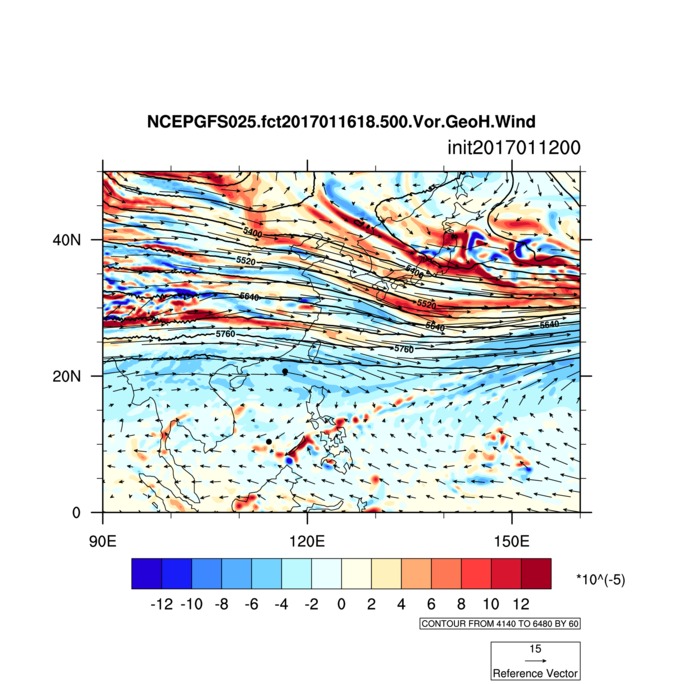 NCEPGFS025.fct2017011618.500.Vor.GeoH.Wind
init2017011200
40N
20N
0
5400
5520
5640
5760
5400
5520
5640
5760
5640
90E
120E
150E
-12 -10 -8 -6 -4 -2 0 2 4 6 8 10 12
*10^(-5)
CONTOUR FROM 4140 TO 6480 BY 60
15
Reference Vector